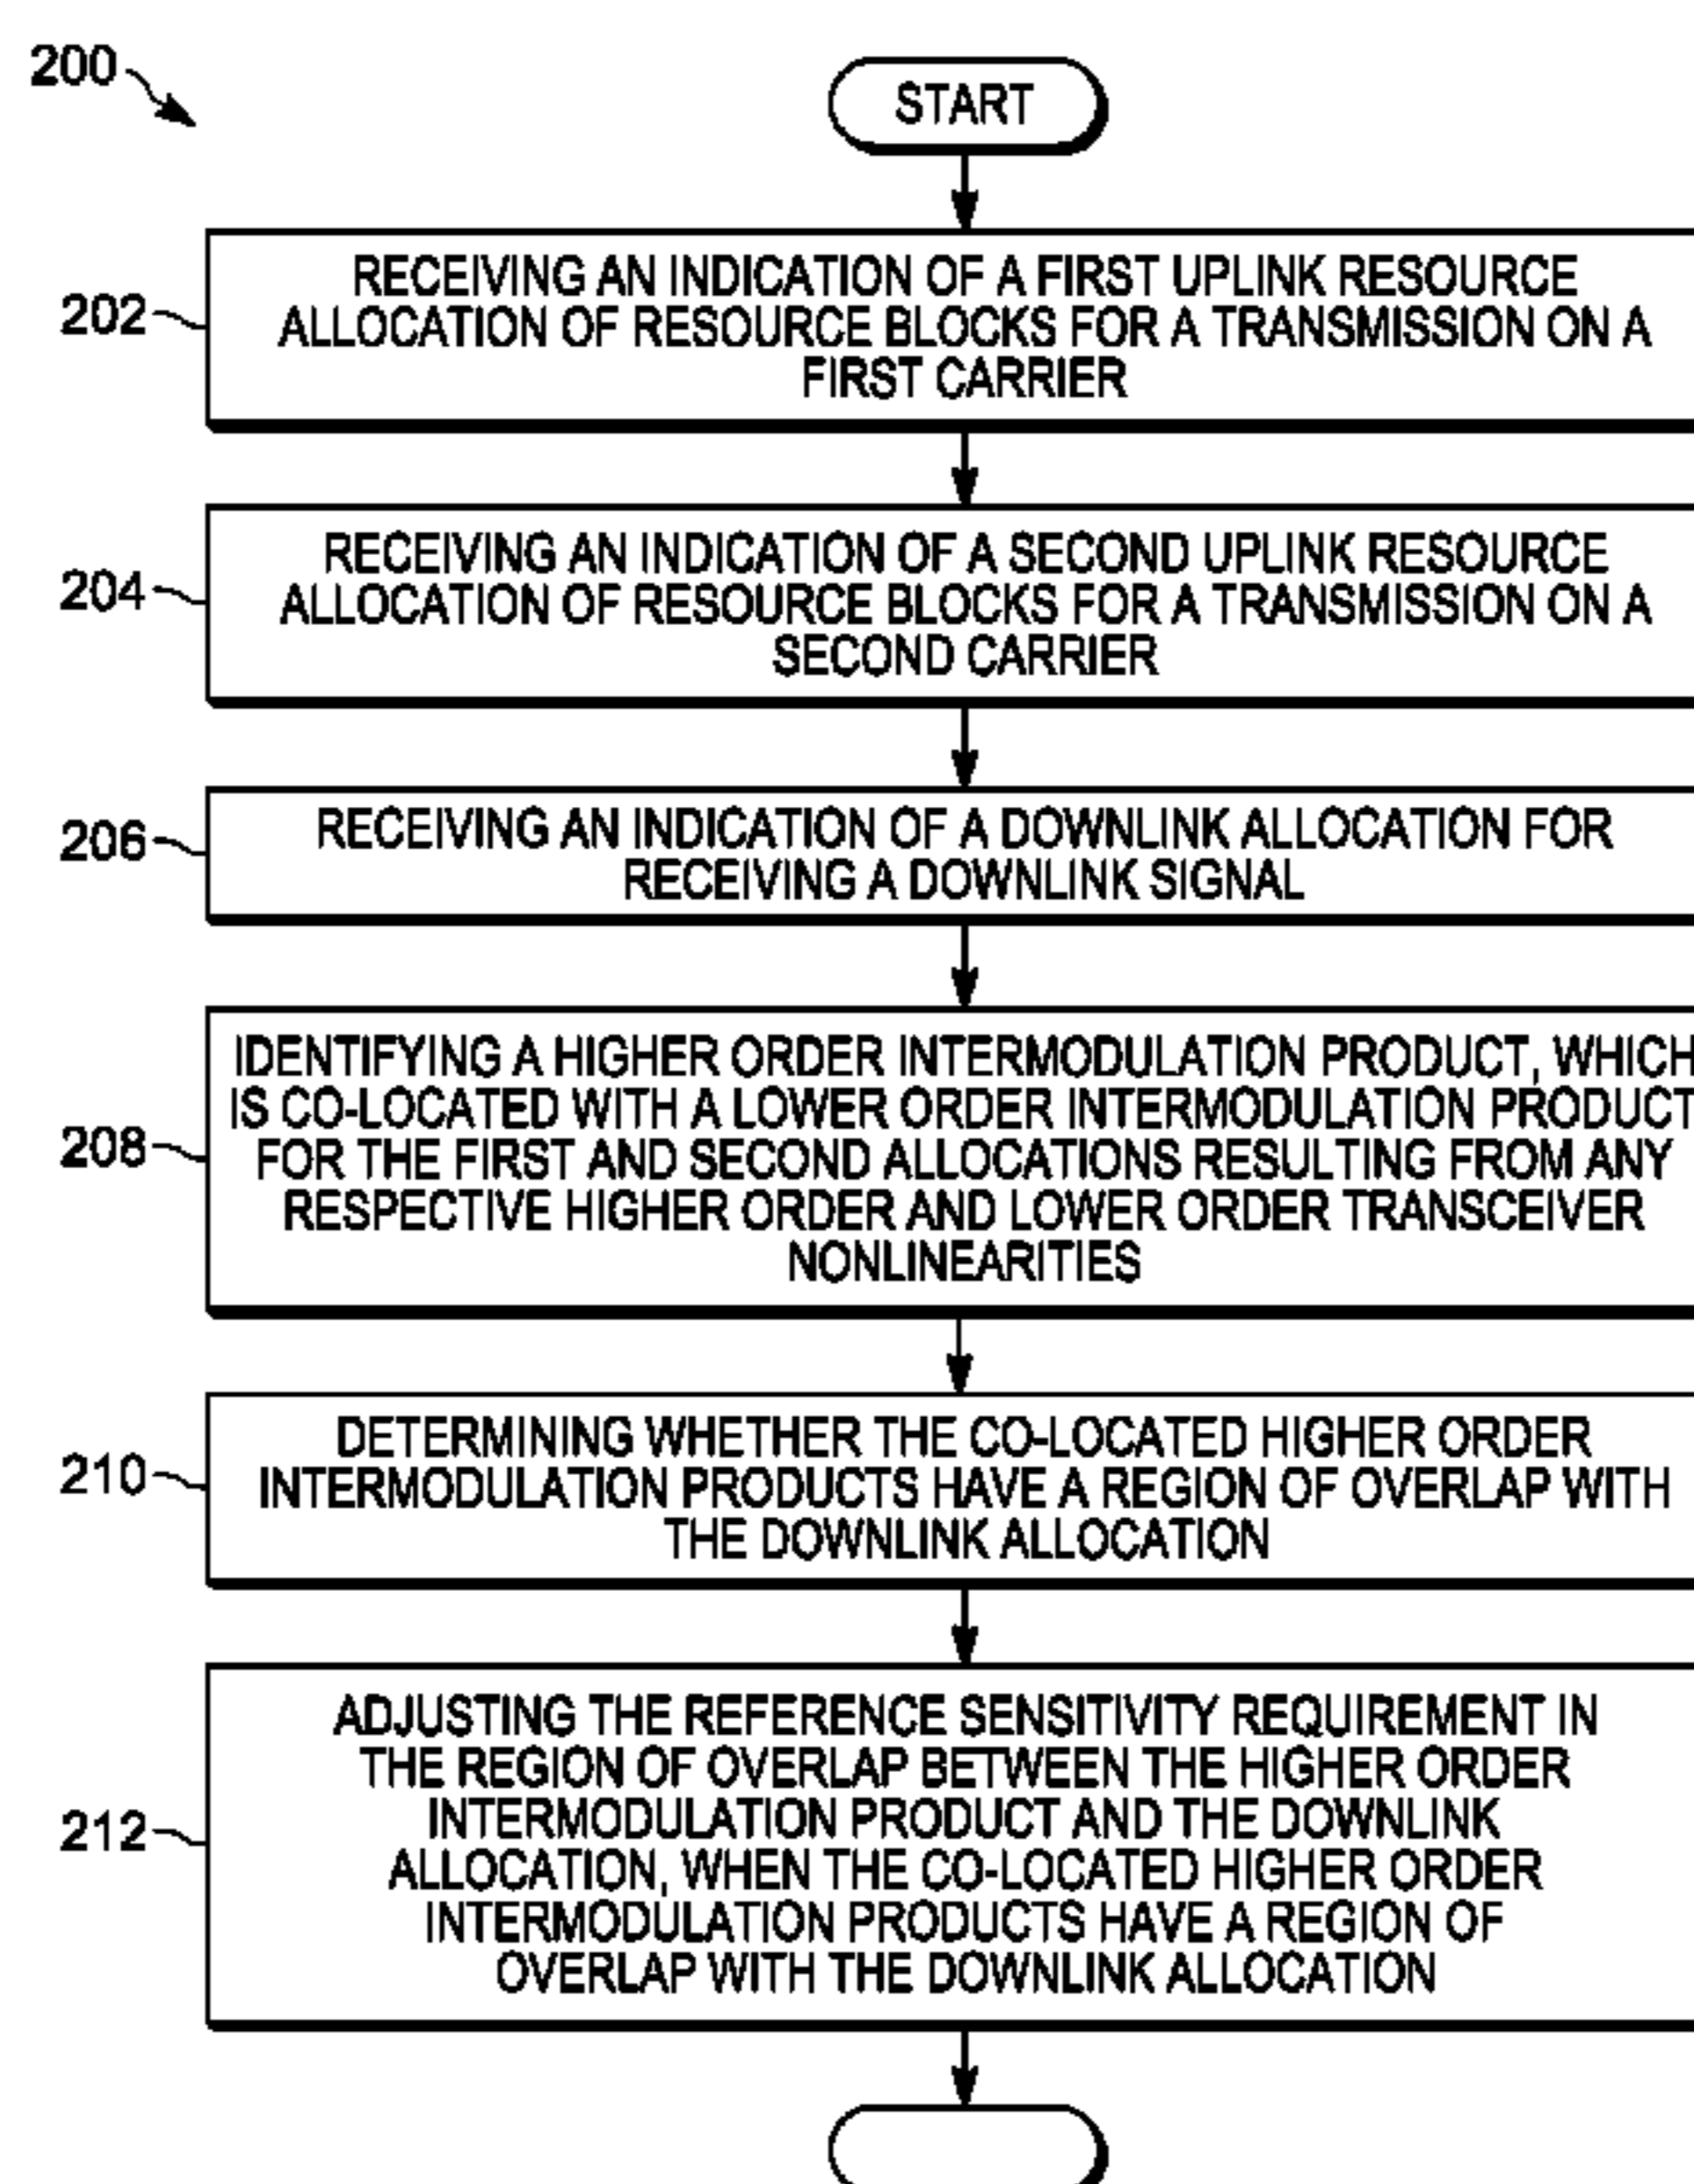 200
START
202
RECEIVING AN INDICATION OF A FIRST UPLINK RESOURCE
ALLOCATION OF RESOURCE BLOCKS FOR A TRANSMISSION ON A
FIRST CARRIER
204
RECEIVING AN INDICATION OF A SECOND UPLINK RESOURCE
ALLOCATION OF RESOURCE BLOCKS FOR A TRANSMISSION ON A
SECOND CARRIER
206
RECEIVING AN INDICATION OF A DOWNLINK ALLOCATION FOR
RECEIVING A DOWNLINK SIGNAL
208
IDENTIFYING A HIGHER ORDER INTERMODULATION PRODUCT, WHICH
IS CO-LOCATED WITH A LOWER ORDER INTERMODULATION PRODUCT
FOR THE FIRST AND SECOND ALLOCATIONS RESULTING FROM ANY
RESPECTIVE HIGHER ORDER AND LOWER ORDER TRANSCEIVER
NONLINEARITIES
210
DETERMINING WHETHER THE CO-LOCATED HIGHER ORDER
INTERMODULATION PRODUCTS HAVE A REGION OF OVERLAP WITH
THE DOWNLINK ALLOCATION
212
ADJUSTING THE REFERENCE SENSITIVITY REQUIREMENT IN
THE REGION OF OVERLAP BETWEEN THE HIGHER ORDER
INTERMODULATION PRODUCT AND THE DOWNLINK
ALLOCATION, WHEN THE CO-LOCATED HIGHER ORDER
INTERMODULATION PRODUCTS HAVE A REGION OF
OVERLAP WITH THE DOWNLINK ALLOCATION